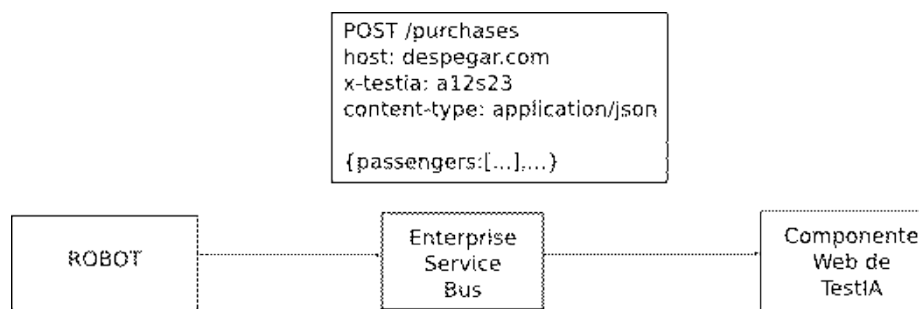 POST /purchases
host: despegar.com
x-testia: a12s23
content-type: application/json
{passengers:[...],...}
ROBOT
Enterprise
Service
Bus
Componente
Web de
TestIA